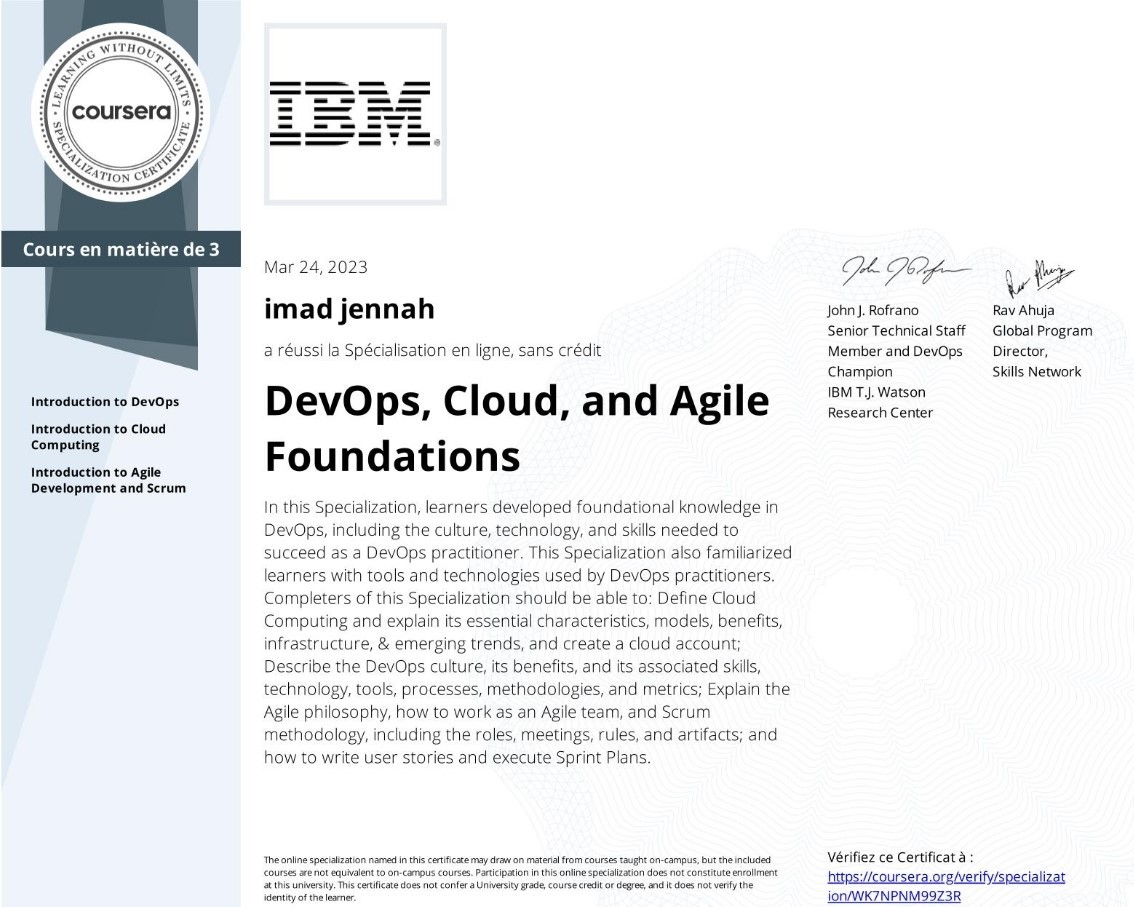 LEARNING WITHOUT LIMITS
coursera
SPECIALIZATION CERTIFICATE
IBM®
Cours en matière de 3
Introduction to DevOps
Introduction to Cloud
Computing
Introduction to Agile
Development and Scrum
Mar 24, 2023
imad jennah
a réussi la Spécialisation en ligne, sans crédit
DevOps, Cloud, and Agile
Foundations
In this Specialization, learners developed foundational knowledge in
DevOps, including the culture, technology, and skills needed to
succeed as a DevOps practitioner. This Specialization also familiarized
learners with tools and technologies used by DevOps practitioners.
Completers of this Specialization should be able to: Define Cloud
Computing and explain its essential characteristics, models, benefits,
infrastructure, & emerging trends, and create a cloud account;
Describe the DevOps culture, its benefits, and its associated skills,
technology, tools, processes, methodologies, and metrics; Explain the
Agile philosophy, how to work as an Agile team, and Scrum
methodology, including the roles, meetings, rules, and artifacts; and
how to write user stories and execute Sprint Plans.
The online specialization named in this certificate may draw on material from courses taught on-campus, but the included
courses are not equivalent to on-campus courses. Participation in this online specialization does not constitute enrollment
at this university. This certificate does not confer a University grade, course credit or degree, and it does not verify the
identity of the learner.
John J. Rofrano
Senior Technical Staff
Member and DevOps
Champion
IBM T.J. Watson
Research Center
Rav Ahuja
Global Program
Director,
Skills Network
Vérifiez ce Certificat à :
https://coursera.org/verify/specializat
ion/WK7NPNM99Z3R